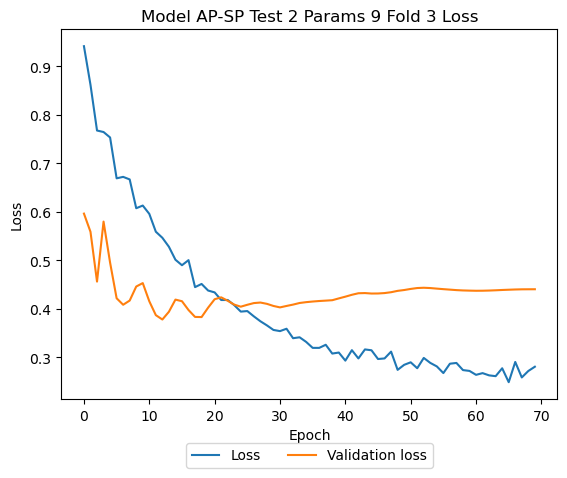 Model AP-SP Test 2 Params 9 Fold 3 Loss
Loss
0.9
0.8
0.7
0.6
0.5
0.4
0.3
0 10 20 30 40 50 60 70
Epoch
Loss Validation loss